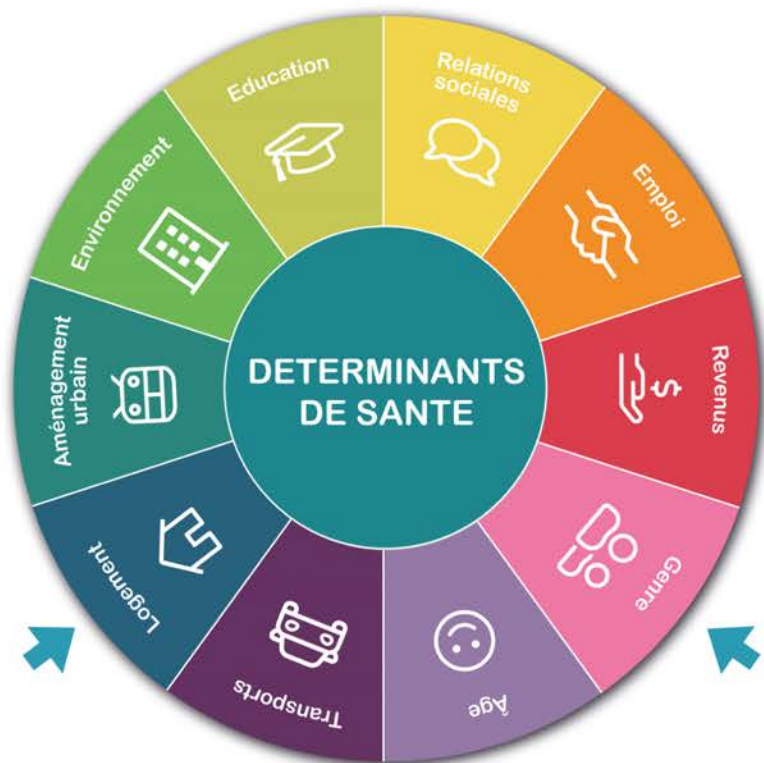 DETERMINANTS
DE SANTE
Relations
sociales
Emploi
Revenus
Genre
Âge
Transports
Logement
Aménagement
urbain
Environnement
Education
$